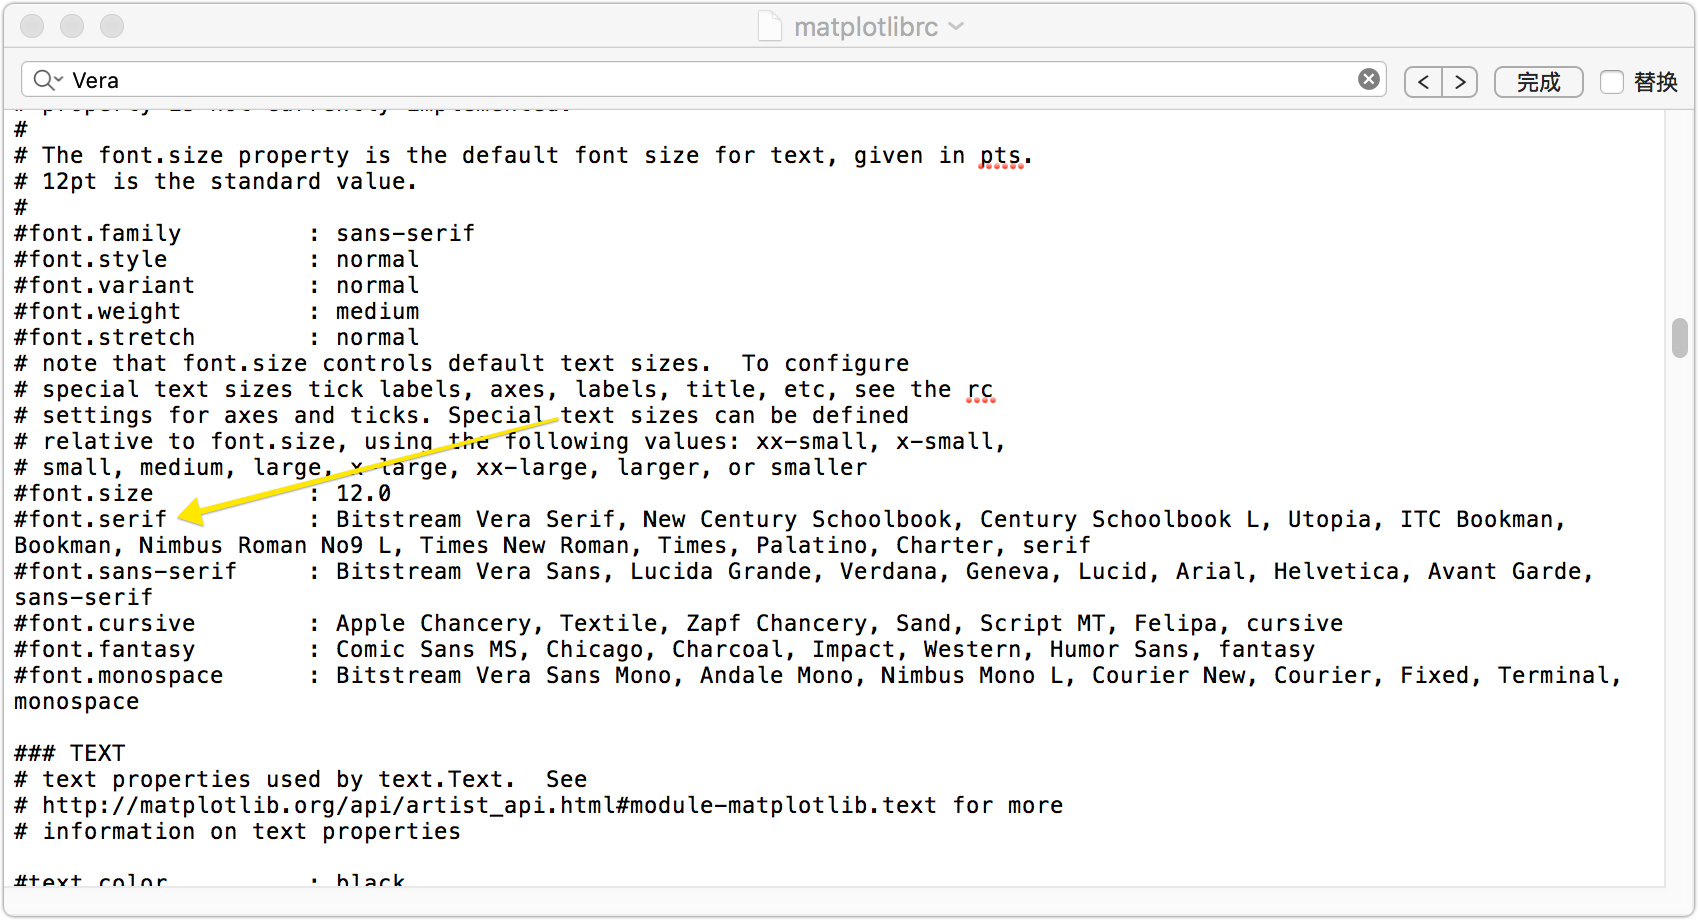 matplotlibrc
Vera
完成
替换
# property is not currently implemented.
#
# The font.size property is the default font size for text, given in pts.
# 12pt is the standard value.
#
#font.family         : sans-serif
#font.style          : normal
#font.variant        : normal
#font.weight         : medium
#font.stretch        : normal
# note that font.size controls default text sizes.  To configure
# special text sizes tick labels, axes, labels, title, etc, see the rc
# settings for axes and ticks. Special text sizes can be defined
# relative to font.size, using the following values: xx-small, x-small,
# small, medium, large, x-large, xx-large, larger, or smaller
#font.size           : 12.0
#font.serif          : Bitstream Vera Serif, New Century Schoolbook, Century Schoolbook L, Utopia, ITC Bookman,
Bookman, Nimbus Roman No9 L, Times New Roman, Times, Palatino, Charter, serif
#font.sans-serif     : Bitstream Vera Sans, Lucida Grande, Verdana, Geneva, Lucid, Arial, Helvetica, Avant Garde,
sans-serif
#font.cursive        : Apple Chancery, Textile, Zapf Chancery, Sand, Script MT, Felipa, cursive
#font.fantasy        : Comic Sans MS, Chicago, Charcoal, Impact, Western, Humor Sans, fantasy
#font.monospace      : Bitstream Vera Sans Mono, Andale Mono, Nimbus Mono L, Courier New, Courier, Fixed, Terminal,
monospace
### TEXT
# text properties used by text.Text.  See
# http://matplotlib.org/api/artist_api.html#module-matplotlib.text for more
# information on text properties
#text.color          : black